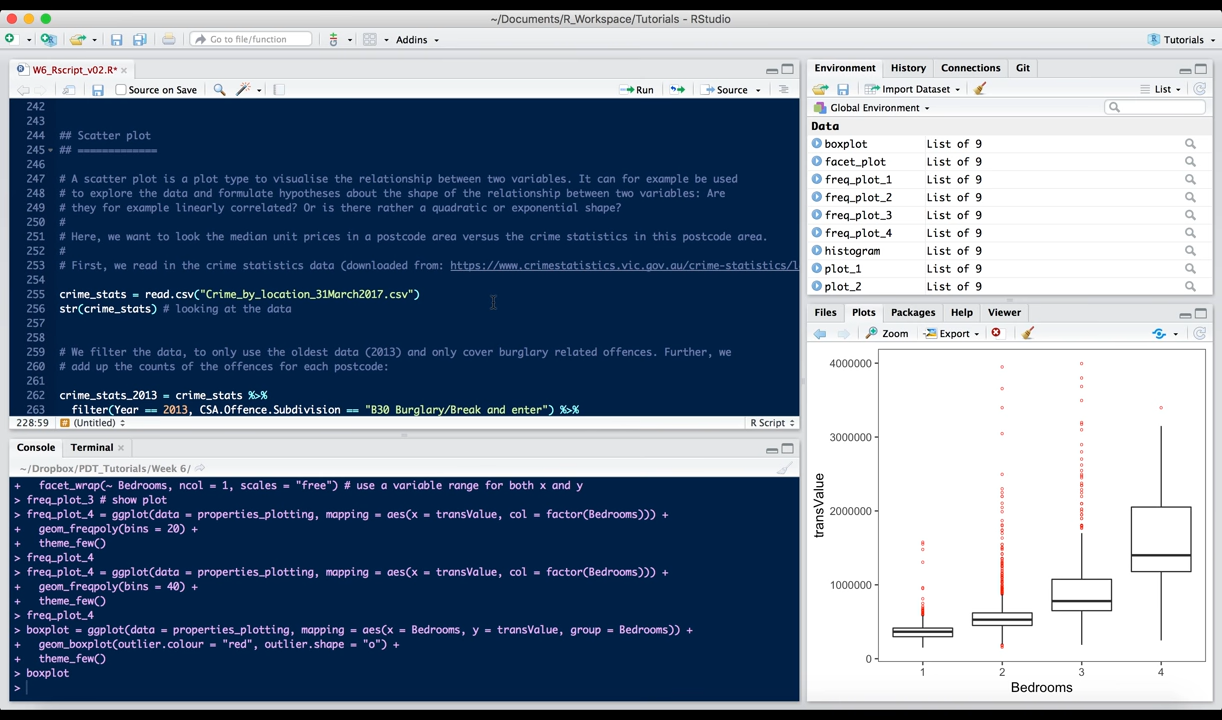 ~/Documents/R_Workspace/Tutorials - RStudio
Go to file/function
Addins
Tutorials
W6_Rscript_v02.R*
Source on Save
Run
Source
242
243
244 ## Scatter plot
245 ## =============
246
247 # A scatter plot is a plot type to visualise the relationship between two variables. It can for example be used
248 # to explore the data and formulate hypotheses about the shape of the relationship between two variables: Are
249 # they for example linearly correlated? Or is there rather a quadratic or exponential shape?
250 #
251 # Here, we want to look the median unit prices in a postcode area versus the crime statistics in this postcode area.
252 #
253 # First, we read in the crime statistics data (downloaded from: https://www.crimestatistics.vic.gov.au/crime-statistics/l
254
255 crime_stats = read.csv("Crime_by_location_31March2017.csv")
256 str(crime_stats) # looking at the data
257
258
259 # We filter the data, to only use the oldest data (2013) and only cover burglary related offences. Further, we
260 # add up the counts of the offences for each postcode:
261
262 crime_stats_2013 = crime_stats %>%
263 filter(Year == 2013, CSA.Offence.Subdivision == "B30 Burglary/Break and enter") %>%
228:59 # (Untitled)
R Script
Console Terminal
~/Dropbox/PDT_Tutorials/Week 6/
+ facet_wrap(~ Bedrooms, ncol = 1, scales = "free") # use a variable range for both x and y
> freq_plot_3 # show plot
> freq_plot_4 = ggplot(data = properties_plotting, mapping = aes(x = transValue, col = factor(Bedrooms))) +
+ geom_freqpoly(bins = 20) +
+ theme_few()
> freq_plot_4
> freq_plot_4 = ggplot(data = properties_plotting, mapping = aes(x = transValue, col = factor(Bedrooms))) +
+ geom_freqpoly(bins = 40) +
+ theme_few()
> freq_plot_4
> boxplot = ggplot(data = properties_plotting, mapping = aes(x = Bedrooms, y = transValue, group = Bedrooms)) +
+ geom_boxplot(outlier.colour = "red", outlier.shape = "o") +
+ theme_few()
> boxplot
>
Environment History Connections Git
Import Dataset
List
Global Environment
Data
boxplot List of 9
facet_plot List of 9
freq_plot_1 List of 9
freq_plot_2 List of 9
freq_plot_3 List of 9
freq_plot_4 List of 9
histogram List of 9
plot_1 List of 9
plot_2 List of 9
Files Plots Packages Help Viewer
Zoom Export
4000000
3000000
2000000
1000000
0
transValue
1 2 3 4
Bedrooms